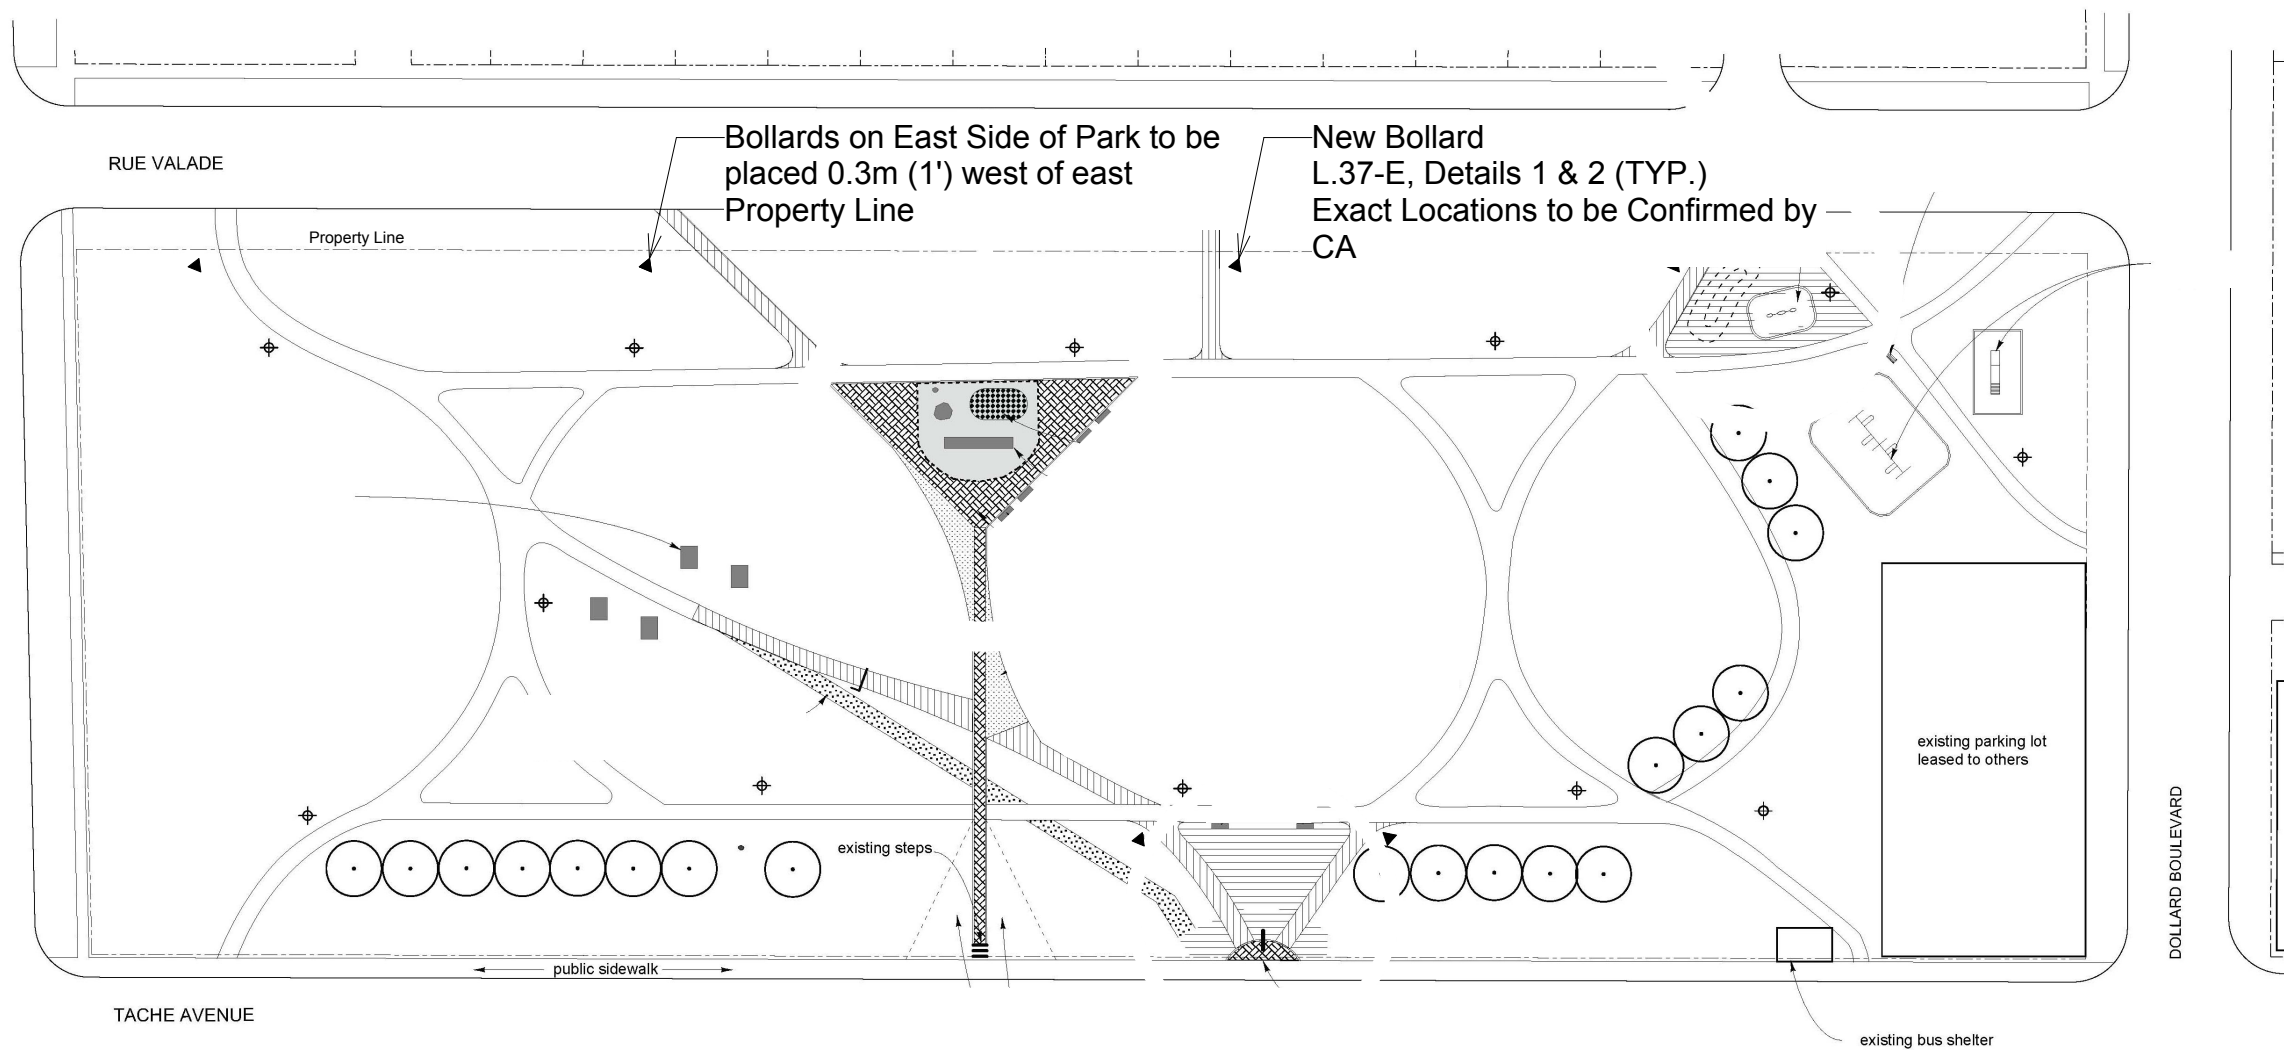 Bollards on East Side of Park to be
placed 0.3m (1') west of east
Property Line
New Bollard
L.37-E, Details 1 & 2 (TYP.)
Exact Locations to be Confirmed by
CA
RUE VALADE
Property Line
existing parking lot
leased to others
DOLLARD BOULEVARD
existing steps
public sidewalk
TACHE AVENUE
existing bus shelter